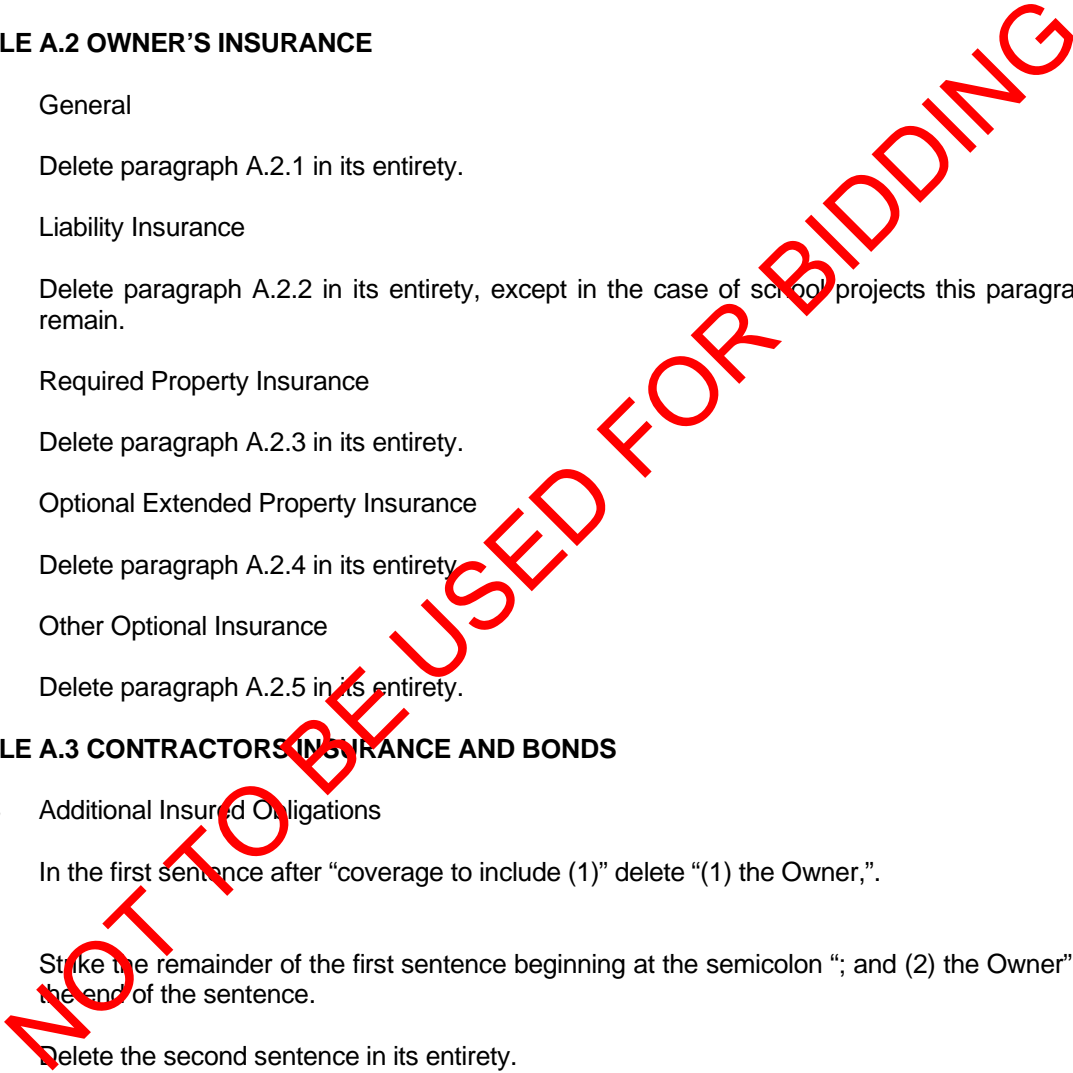 LE A.2 OWNER’S INSURANCE
General
Delete paragraph A.2.1 in its entirety.
Liability Insurance
Delete paragraph A.2.2 in its entirety, except in the case of school projects this paragra
remain.
Required Property Insurance
Delete paragraph A.2.3 in its entirety.
Optional Extended Property Insurance
Delete paragraph A.2.4 in its entirety.
Other Optional Insurance
Delete paragraph A.2.5 in its entirety.
LE A.3 CONTRACTORS INSURANCE AND BONDS
Additional Insured Obligations
In the first sentence after “coverage to include (1)” delete “(1) the Owner,”.
Strike the remainder of the first sentence beginning at the semicolon “; and (2) the Owner”
the end of the sentence.
Delete the second sentence in its entirety.
NOT TO BE USED FOR BIDDING